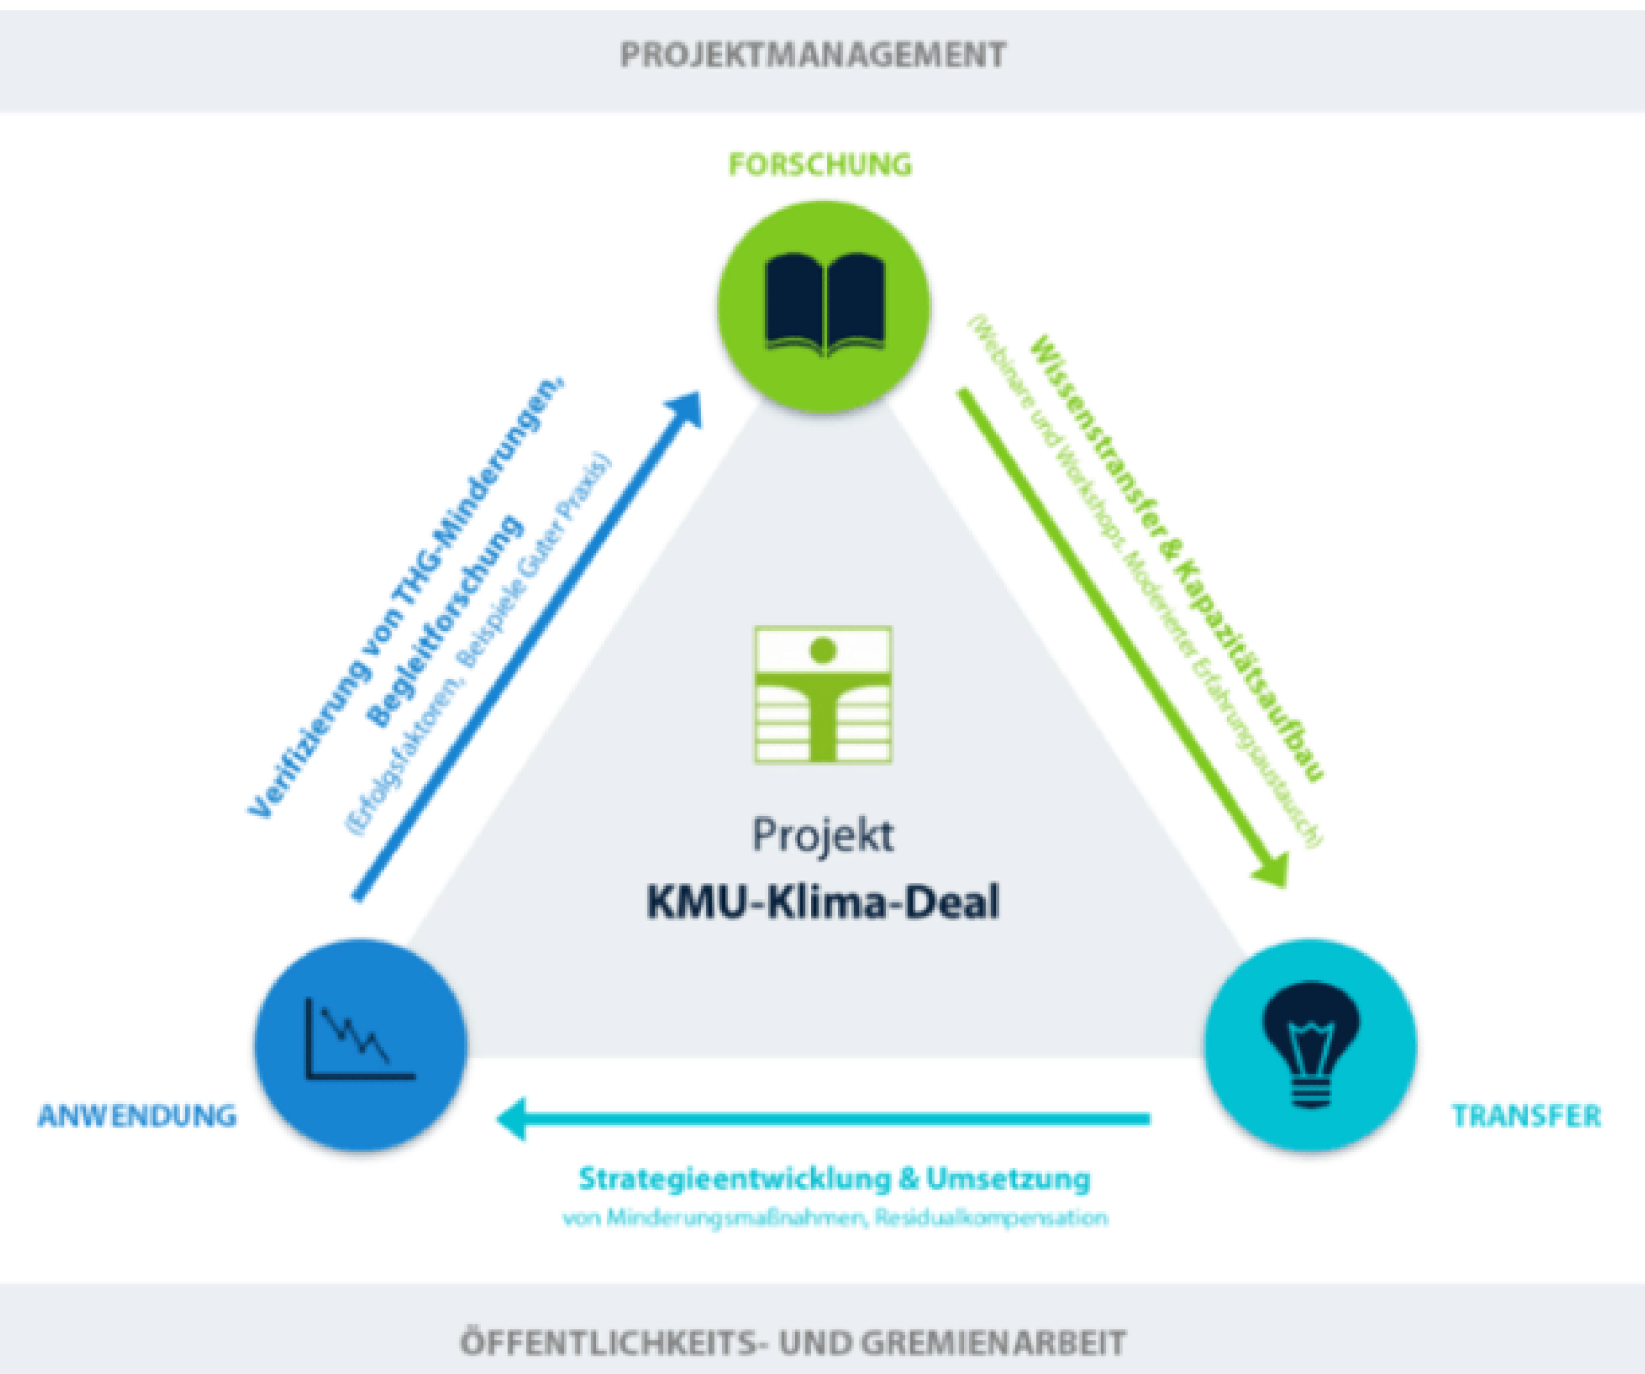 PROJEKTMANAGEMENT
FORSCHUNG
Verifizierung von THG-Minderungen,
Begleitforschung
(Erfolgsfaktoren, Beispiele Guter Praxis)
Wissenstransfer & Kapazitätsaufbau
(Webinare und Workshops, Moderierter Erfahrungsaustausch)
Projekt
KMU-Klima-Deal
ANWENDUNG
TRANSFER
Strategieentwicklung & Umsetzung
von Minderungsmaßnahmen, Residualkompensation
ÖFFENTLICHKEITS- UND GREMIENARBEIT